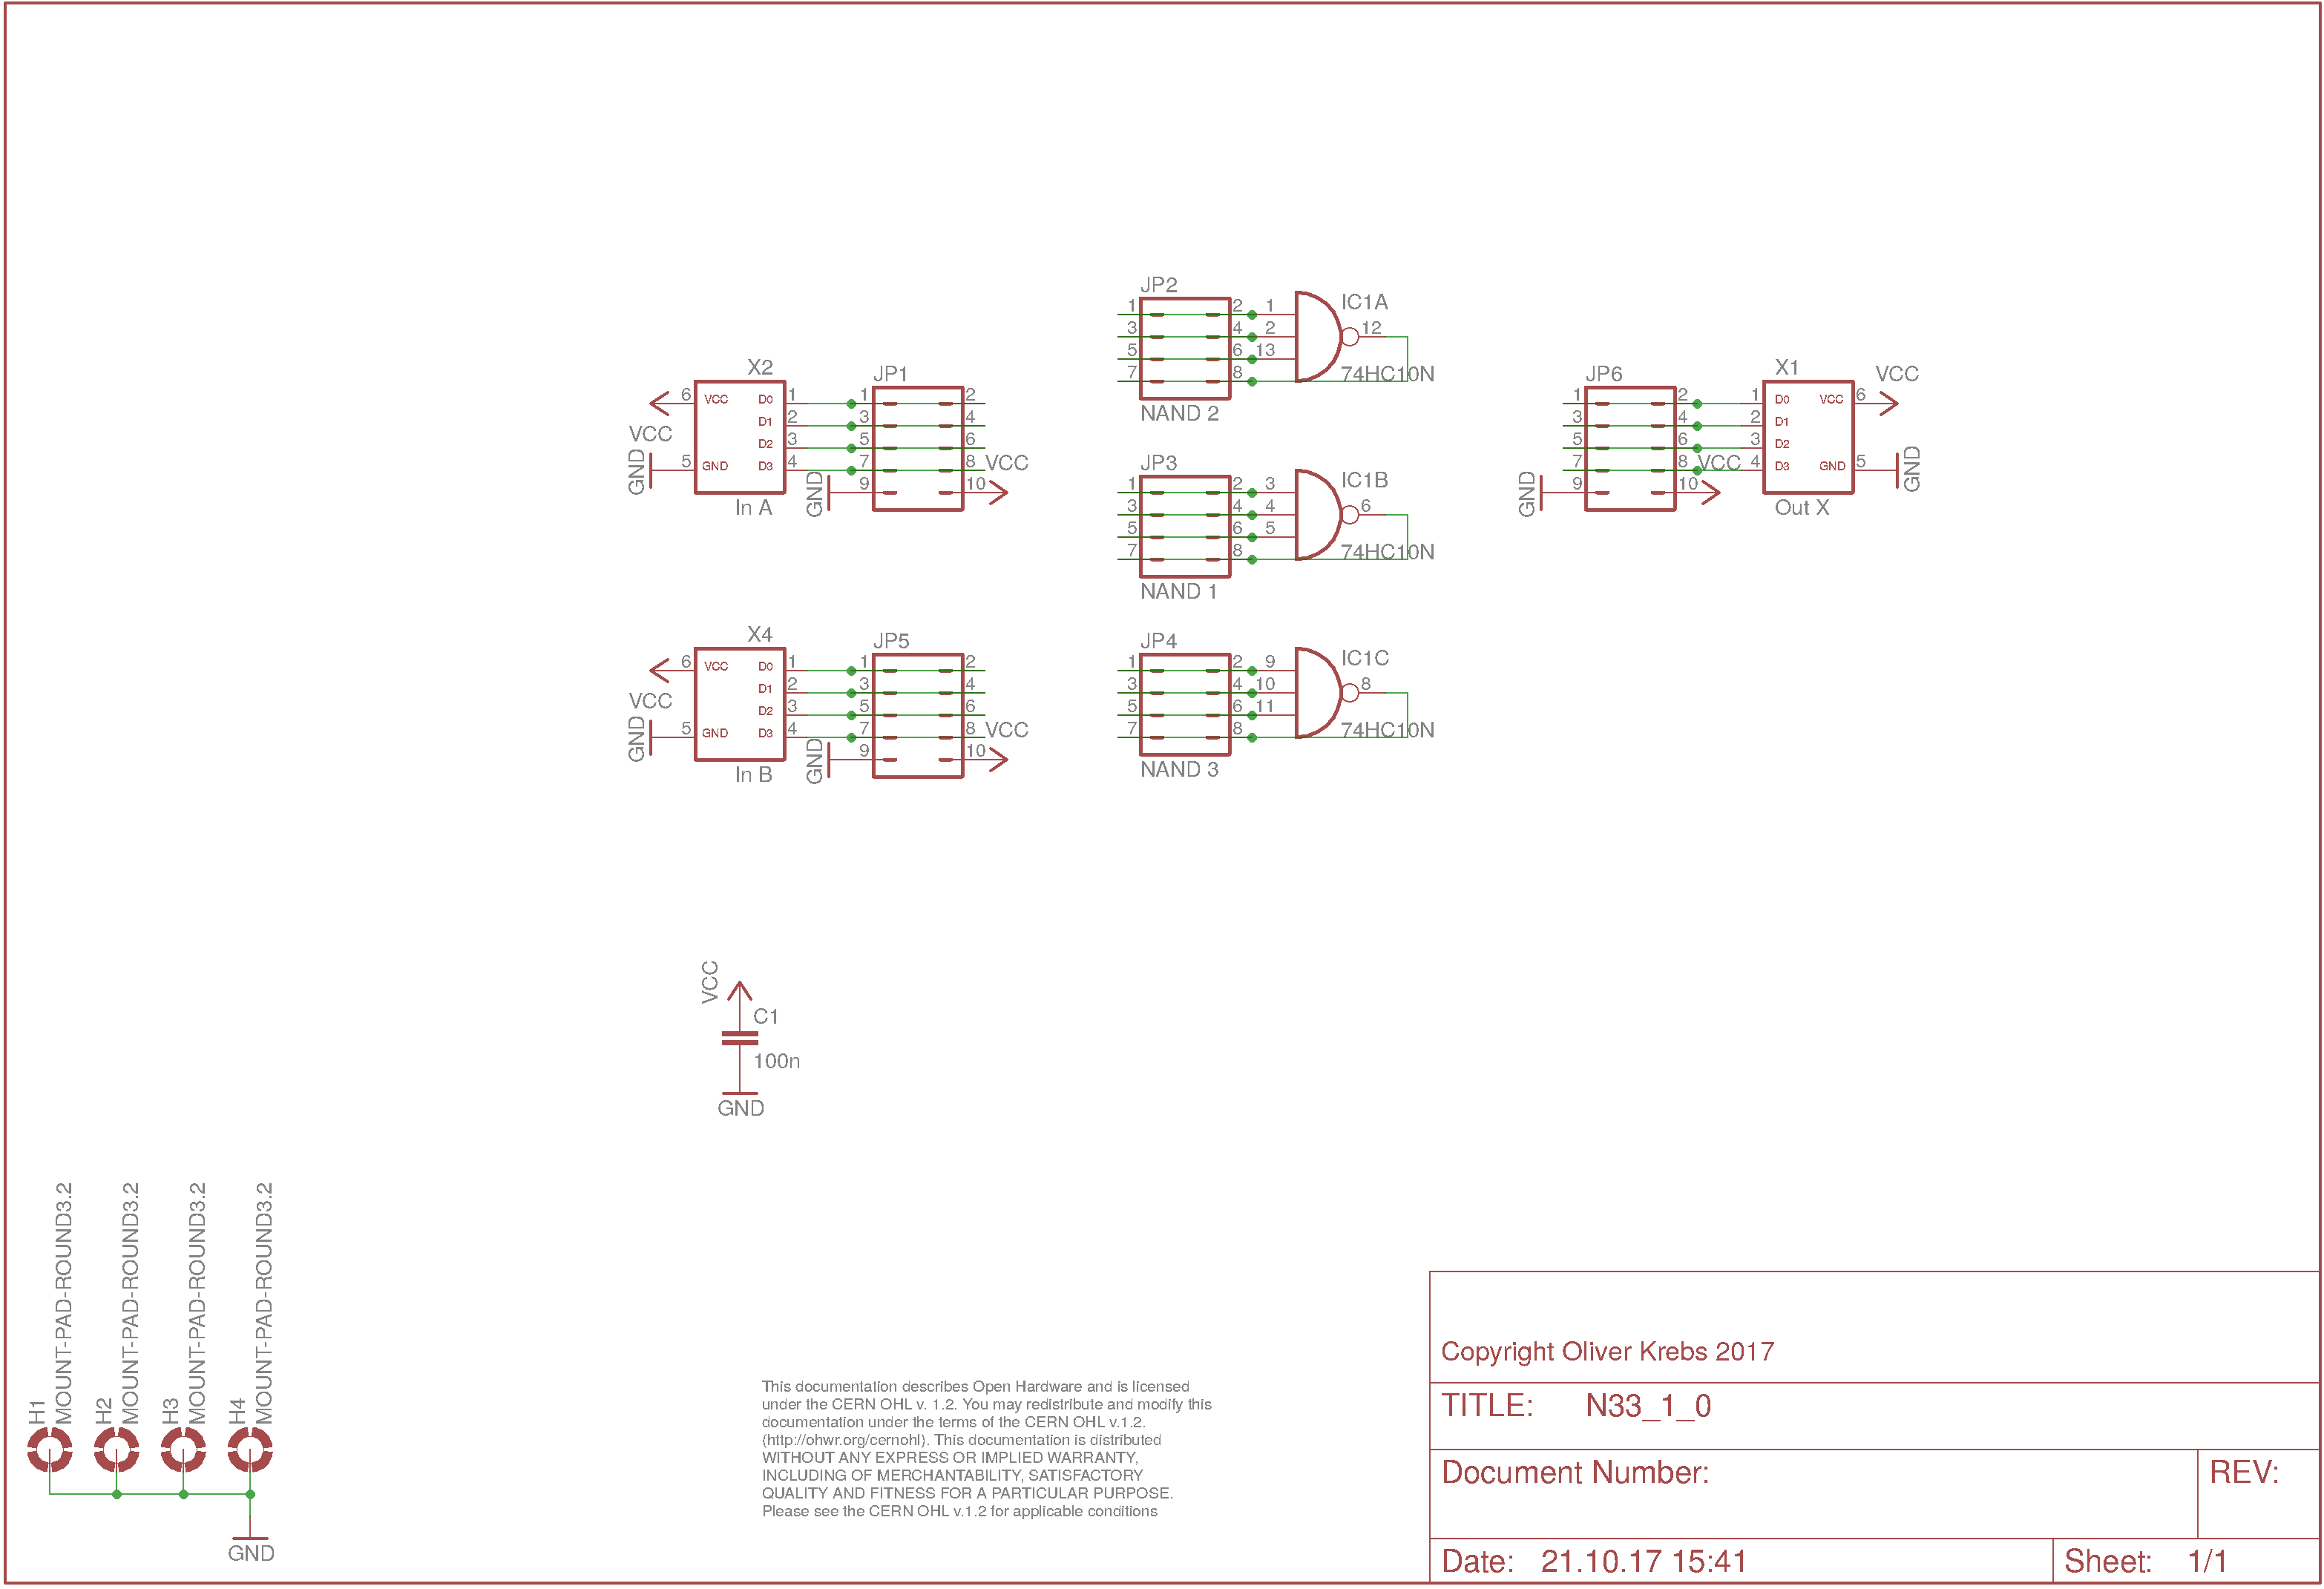 JP2
1 2 1 IC1A
3 4 2 12
5 6 13
7 8 74HC10N
NAND 2
X2 JP1
6 VCC D0 1 1 2
D1 2 3 4
VCC D2 3 5 6
GND 5 GND D3 4 7 8 VCC
GND 9 10
In A
JP3
1 2 3 IC1B
3 4 4 6
5 6 5
7 8 74HC10N
NAND 1
JP6 X1 VCC
1 2 1 D0 VCC 6
3 4 2 D1
5 6 3 D2
7 8 VCC 4 D3 GND 5 GND
GND 9 10
Out X
X4 JP5
6 VCC D0 1 1 2
D1 2 3 4
VCC D2 3 5 6
GND 5 GND D3 4 7 8 VCC
GND 9 10
In B
JP4
1 2 9 IC1C
3 4 10 8
5 6 11
7 8 74HC10N
NAND 3
VCC
C1
100n
GND
H1
MOUNT-PAD-ROUND3.2
H2
MOUNT-PAD-ROUND3.2
H3
MOUNT-PAD-ROUND3.2
H4
MOUNT-PAD-ROUND3.2
GND
This documentation describes Open Hardware and is licensed
under the CERN OHL v. 1.2. You may redistribute and modify this
documentation under the terms of the CERN OHL v.1.2.
(http://ohwr.org/cernohl). This documentation is distributed
WITHOUT ANY EXPRESS OR IMPLIED WARRANTY,
INCLUDING OF MERCHANTABILITY, SATISFACTORY
QUALITY AND FITNESS FOR A PARTICULAR PURPOSE.
Please see the CERN OHL v.1.2 for applicable conditions
Copyright Oliver Krebs 2017
TITLE: N33_1_0
Document Number:
REV:
Date: 21.10.17 15:41
Sheet: 1/1